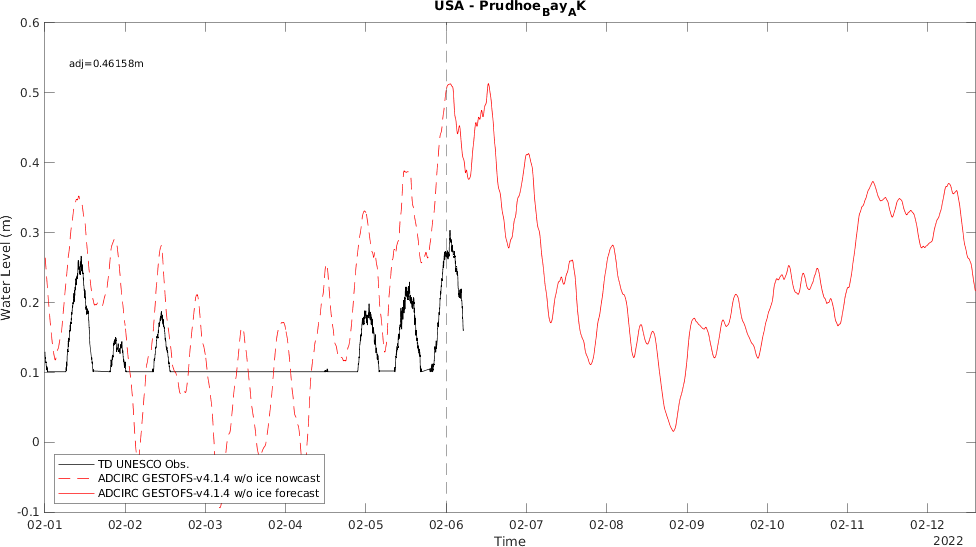 USA - Prudhoe_Bay_AK
adj=0.46158m
0.6
0.5
0.4
0.3
0.2
0.1
0
-0.1
Water Level (m)
TD UNESCO Obs.
ADCIRC GESTOFS-v4.1.4 w/o ice nowcast
ADCIRC GESTOFS-v4.1.4 w/o ice forecast
02-01 02-02 02-03 02-04 02-05 02-06 02-07 02-08 02-09 02-10 02-11 02-12
Time
2022